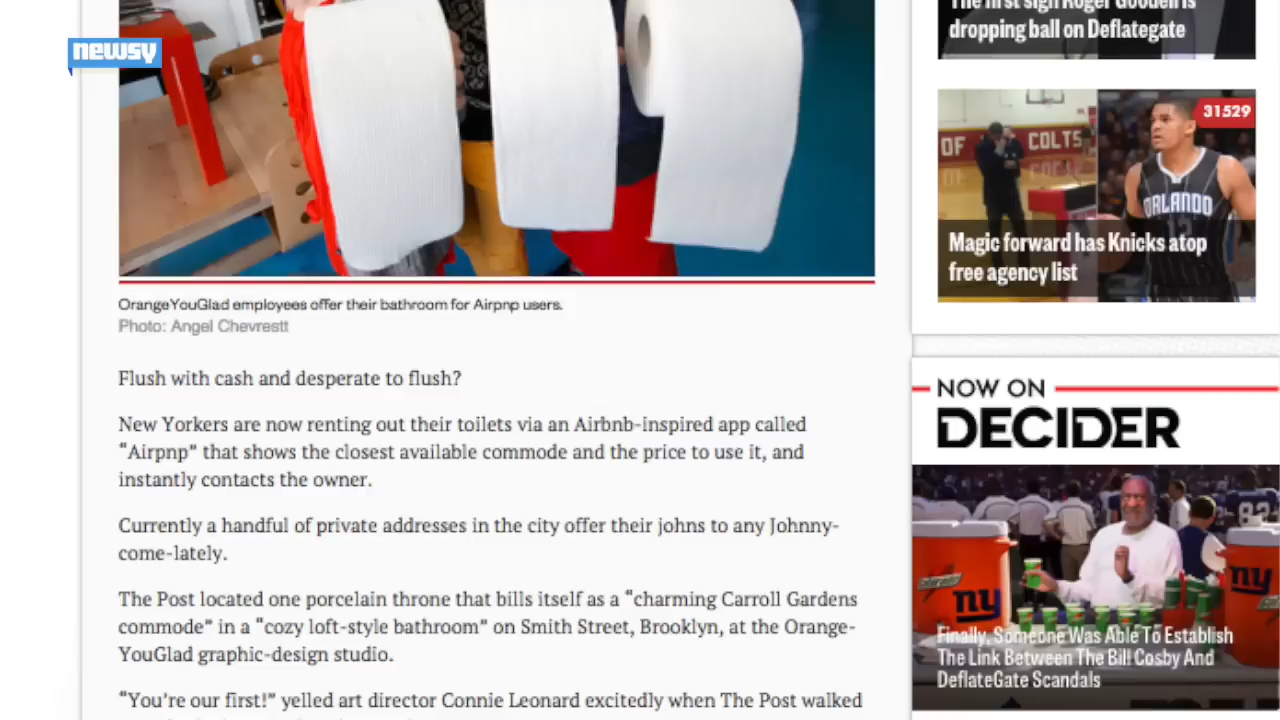 newsy
The first sign Roger Goodell is
dropping ball on Deflategate
31529
OF
COLTS
ORLANDO
12
Magic forward has Knicks atop
free agency list
OrangeYouGlad employees offer their bathroom for Airpnp users.
Photo: Angel Chevrestt
Flush with cash and desperate to flush?
New Yorkers are now renting out their toilets via an Airbnb-inspired app called
“Airpnp” that shows the closest available commode and the price to use it, and
instantly contacts the owner.
Currently a handful of private addresses in the city offer their johns to any Johnny-
come-lately.
The Post located one porcelain throne that bills itself as a “charming Carroll Gardens
commode” in a “cozy loft-style bathroom” on Smith Street, Brooklyn, at the Orange-
YouGlad graphic-design studio.
“You’re our first!” yelled art director Connie Leonard excitedly when The Post walked
NOW ON
DECIDER
82
ny
ny
Finally, Someone Was Able To Establish
The Link Between The Bill Cosby And
DeflateGate Scandals